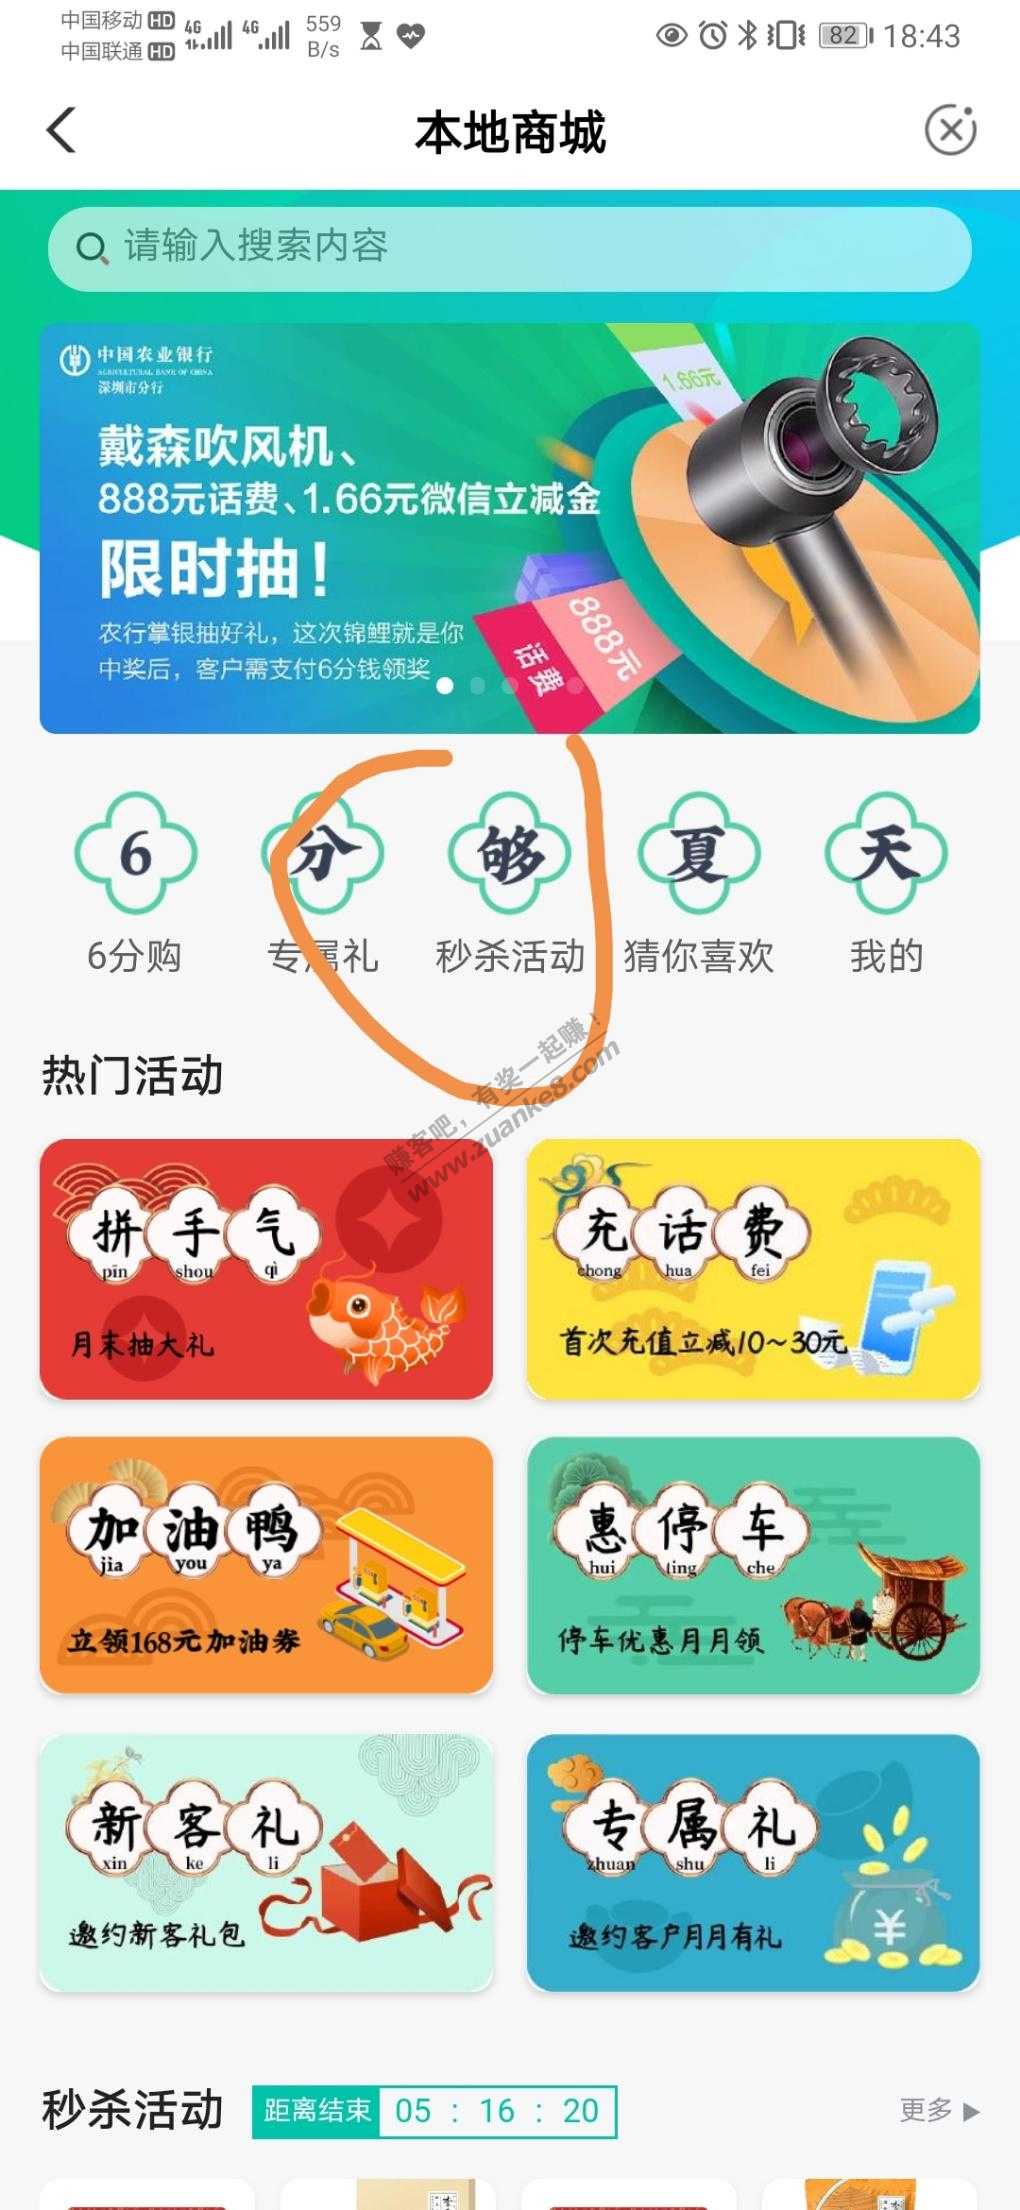 中国移动 HD 4G 4G 559 B/s 82 18:43
中国联通 HD
本地商城
请输入搜索内容
中国农业银行
AGRICULTURAL BANK OF CHINA
深圳市分行
1.66元
戴森吹风机、
888元话费、1.66元微信立减金
限时抽!
农行掌银抽好礼，这次锦鲤就是你
中奖后，客户需支付6分钱领奖
888元
话费
6 分 够 夏 天
6分购 专属礼 秒杀活动 猜你喜欢 我的
热门活动
赚客吧，有奖一起赚！
www.zuanke8.com
拼手气
pin shou qi
月末抽大礼
充话费
chong hua fei
首次充值立减10~30元
加油鸭
jia you ya
立领168元加油券
惠停车
hui ting che
停车优惠月月领
新客礼
xin ke li
邀约新客礼包
专属礼
zhuan shu li
邀约客户月月有礼
¥
秒杀活动 距离结束 05 : 16 : 20 更多